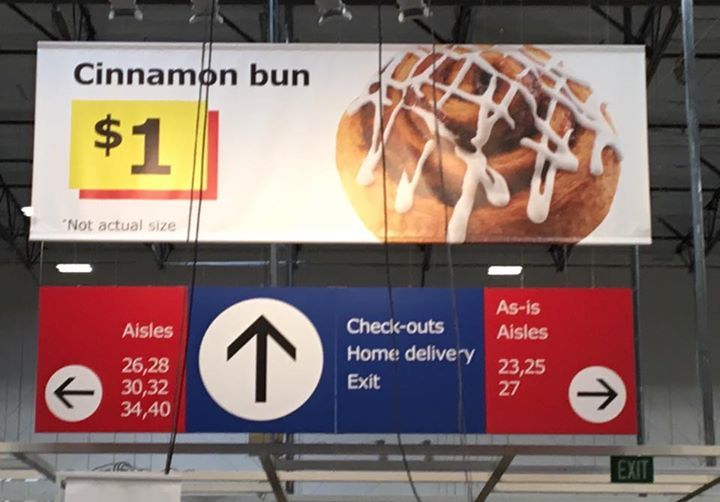 Cinnamon bun
$1
*Not actual size
Aisles
26,28
30,32
34,40
Check-outs
Home delivery
Exit
As-is
Aisles
23,25
27
EXIT